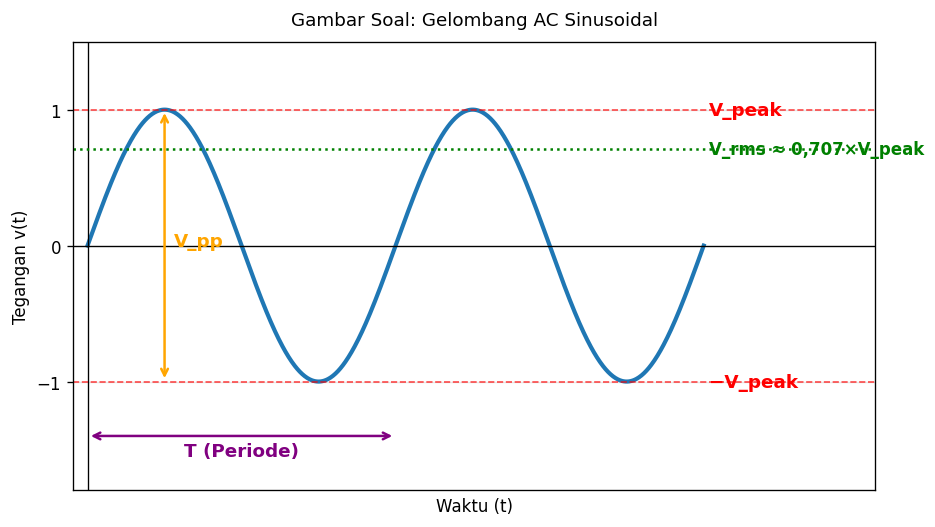 Gambar Soal: Gelombang AC Sinusoidal
1
V_peak
V_rms ≈ 0,707×V_peak
Tegangan v(t)
V_pp
0
−1
−V_peak
T (Periode)
Waktu (t)